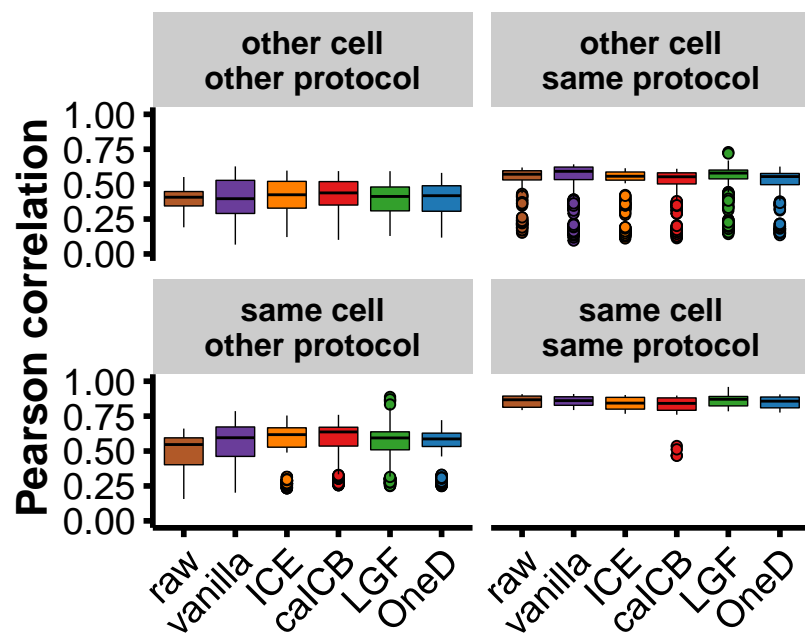 other cell
other protocol
other cell
same protocol
Pearson correlation
1.00
0.75
0.50
0.25
0.00
same cell
other protocol
same cell
same protocol
1.00
0.75
0.50
0.25
0.00
raw
vanilla
ICE
caICB
LGF
OneD
raw
vanilla
ICE
caICB
LGF
OneD